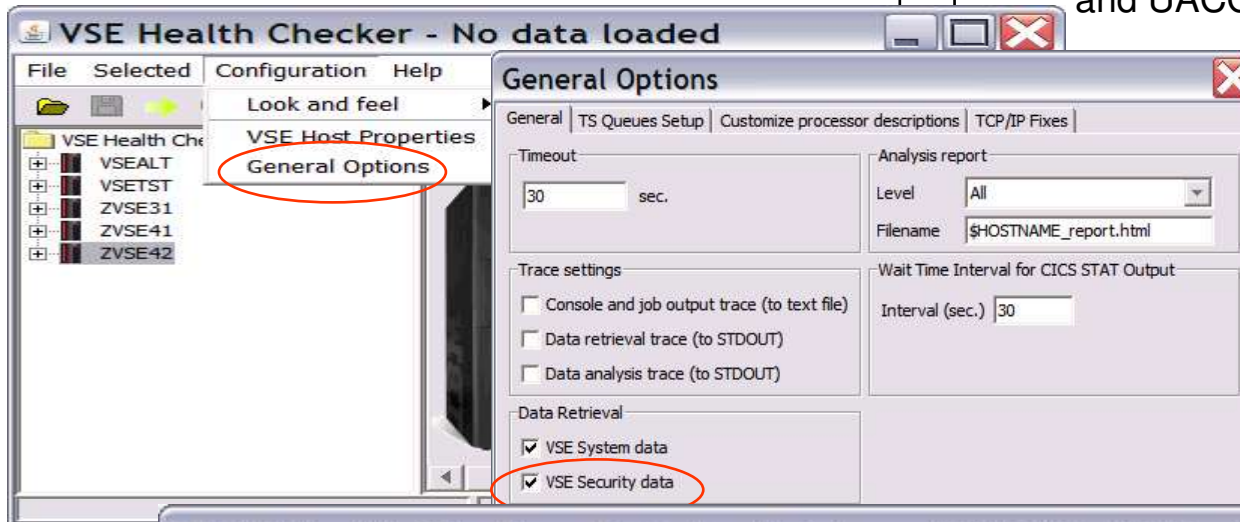 and UACC
VSE Health Checker - No data loaded
File Selected Configuration Help
Look and feel
VSE Host Properties
General Options
VSE Health Che
VSEALT
VSETST
ZVSE31
ZVSE41
ZVSE42
General Options
General TS Queues Setup Customize processor descriptions TCP/IP Fixes
Timeout
30 sec.
Analysis report
Level All
Filename $HOSTNAME_report.html
Trace settings
Console and job output trace (to text file)
Data retrieval trace (to STDOUT)
Data analysis trace (to STDOUT)
Wait Time Interval for CICS STAT Output
Interval (sec.) 30
Data Retrieval
VSE System data
VSE Security data